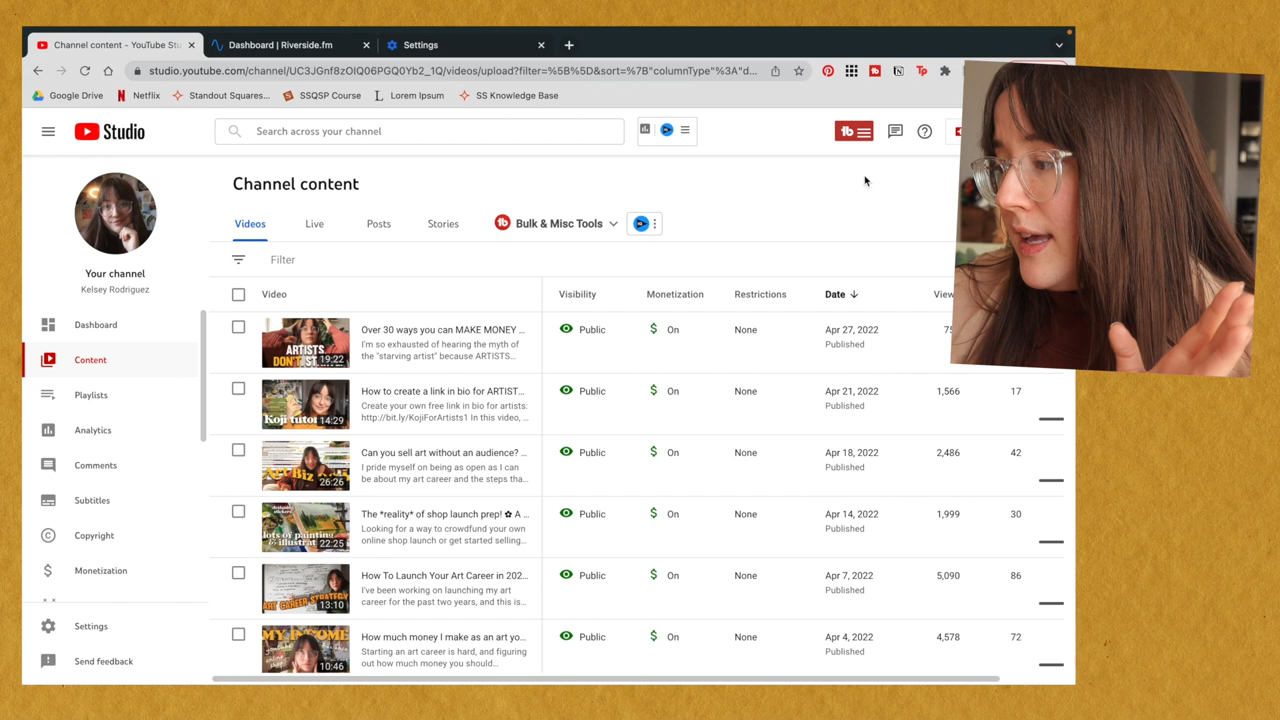 Channel content - YouTube Stu
Dashboard | Riverside.fm
Settings
studio.youtube.com/channel/UC3JGnf8zOIQ06PGQ0Yb2_1Q/videos/upload?filter=%5B%5D&sort=%7B"columnType"%3A"d...
Google Drive
Netflix
Standout Squares...
SSQSP Course
Lorem Ipsum
SS Knowledge Base
Studio
Search across your channel
Channel content
Videos
Live
Posts
Stories
Bulk & Misc Tools
Filter
Your channel
Kelsey Rodriguez
Dashboard
Content
Playlists
Analytics
Comments
Subtitles
Copyright
Monetization
Settings
Send feedback
Video Visibility Monetization Restrictions Date
Over 30 ways you can MAKE MONEY ...
I'm so exhausted of hearing the myth of
the "starving artist" because ARTISTS...
ARTISTS
19:22
Public $ On None Apr 27, 2022
Published
How to create a link in bio for ARTIST...
Create your own free link in bio for artists:
http://bit.ly/KojiForArtists1 In this video, ...
14:29
Public $ On None Apr 21, 2022 1,566 17
Published
Can you sell art without an audience? ...
I pride myself on being as open as I can
be about my art career and the steps tha...
26:26
Public $ On None Apr 18, 2022 2,486 42
Published
The *reality* of shop launch prep! ✿ A ...
Looking for a way to crowdfund your own
online shop launch or get started selling...
lots of painting
22:25
Public $ On None Apr 14, 2022 1,999 30
Published
How To Launch Your Art Career in 202...
I've been working on launching my art
career for the past two years, and this is...
ART CAREER STRATEGY
13:10
Public $ On None Apr 7, 2022 5,090 86
Published
How much money I make as an art yo...
Starting an art career is hard, and figuring
out how much money you should...
MY INCOME
10:46
Public $ On None Apr 4, 2022 4,578 72
Published